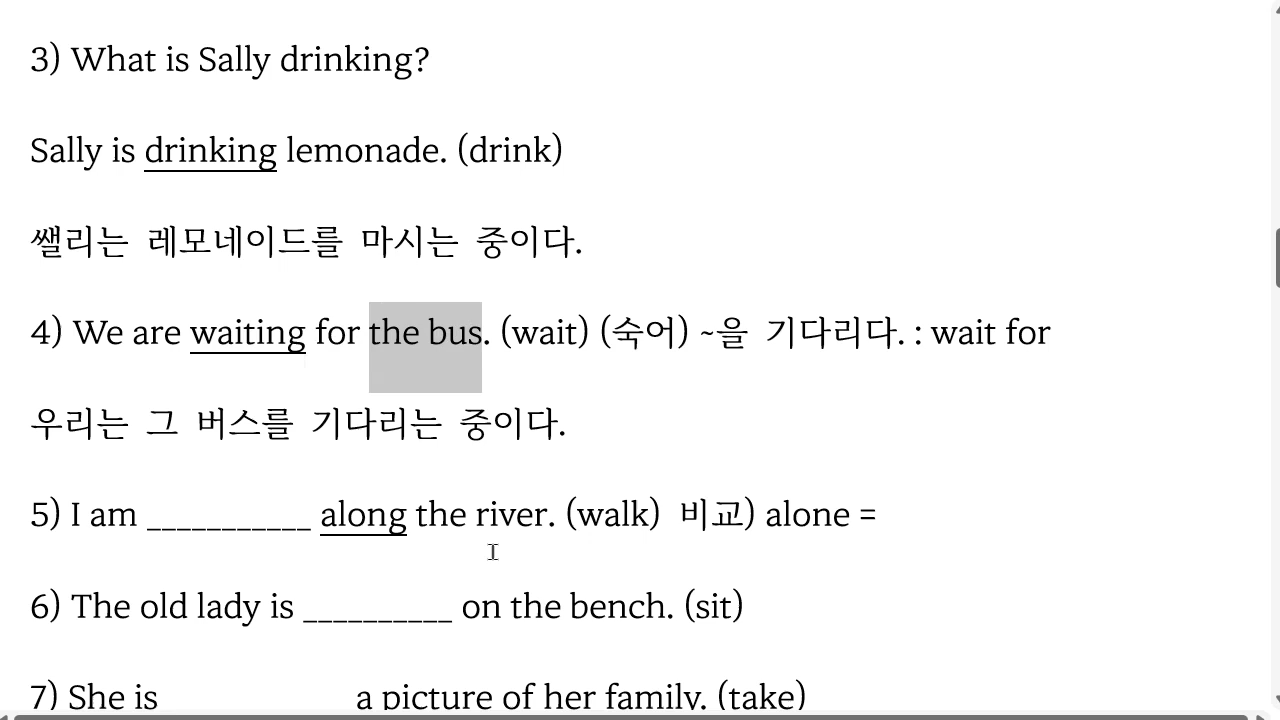 3) What is Sally drinking?
Sally is drinking lemonade. (drink)
쌜리는 레모네이드를 마시는 중이다.
4) We are waiting for the bus. (wait) (숙어) ~을 기다리다. : wait for
우리는 그 버스를 기다리는 중이다.
5) I am ___________ along the river. (walk) 비교) alone =
6) The old lady is __________ on the bench. (sit)
7) She is _____________ a picture of her family. (take)